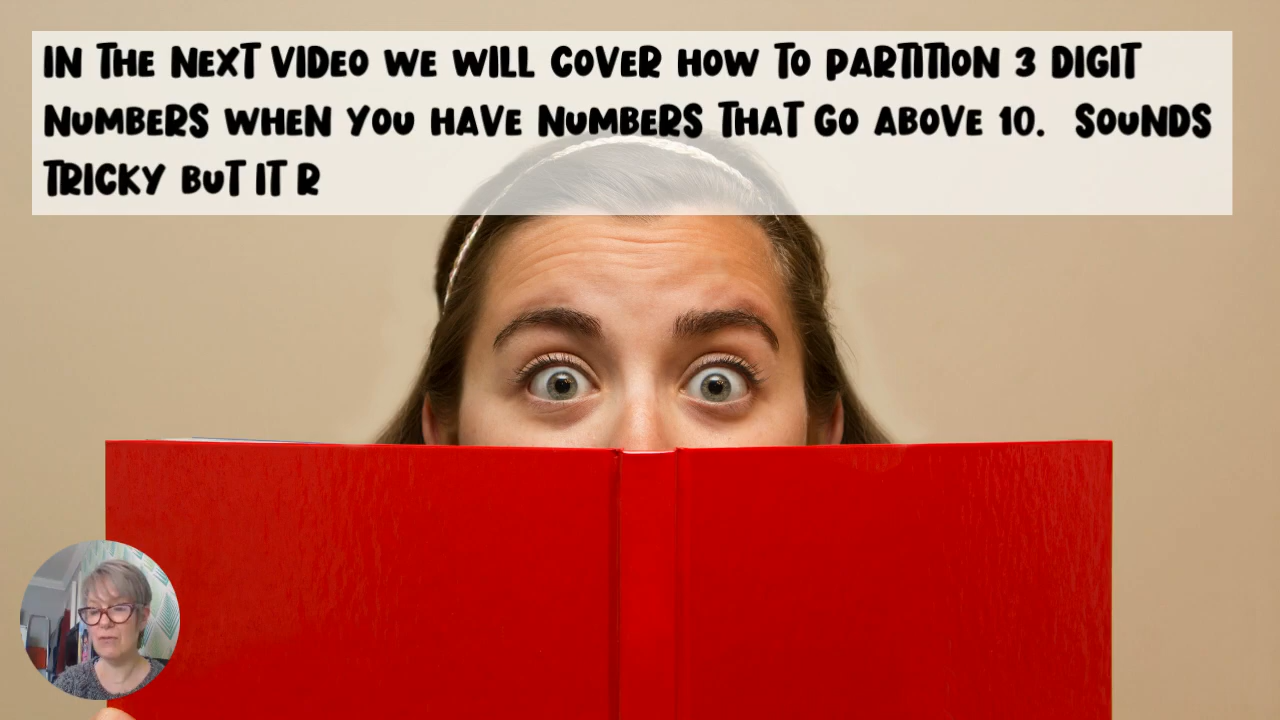 IN THE NEXT VIDEO WE WILL COVER HOW TO PARTITION 3 DIGIT
NUMBERS WHEN YOU HAVE NUMBERS THAT GO ABOVE 10. SOUNDS
TRICKY BUT IT R